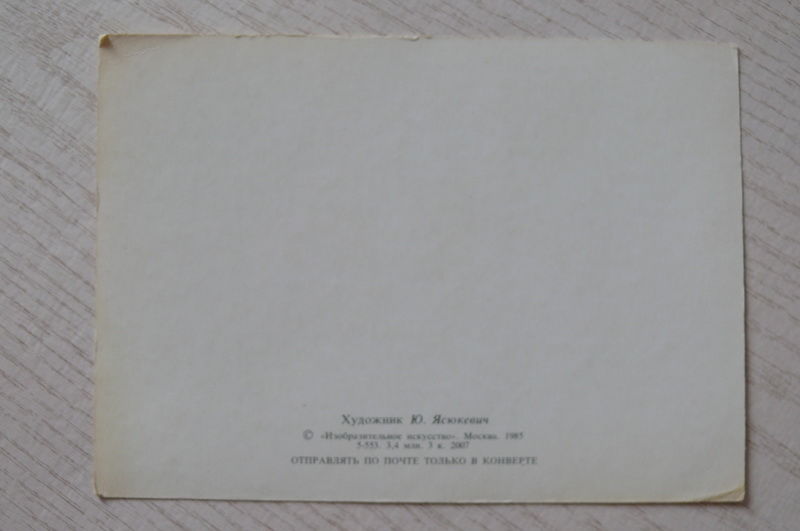 Художник Ю. Ясюкевич
© «Изобразительное искусство». Москва. 1985
5-553. 3,4 млн. 3 к. 2007
ОТПРАВЛЯТЬ ПО ПОЧТЕ ТОЛЬКО В КОНВЕРТЕ